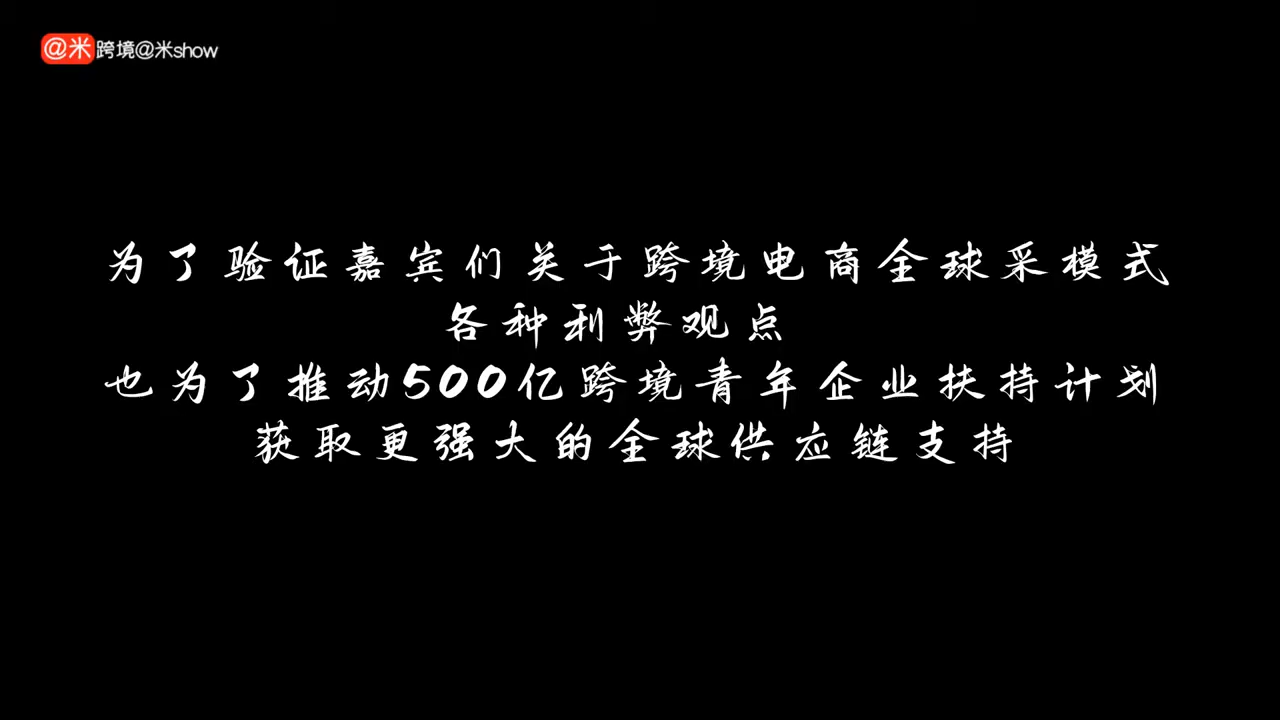 @米 跨境@米show
为了验证嘉宾们关于跨境电商全球采模式
各种利弊观点
也为了推动500亿跨境青年企业扶持计划
获取更强大的全球供应链支持